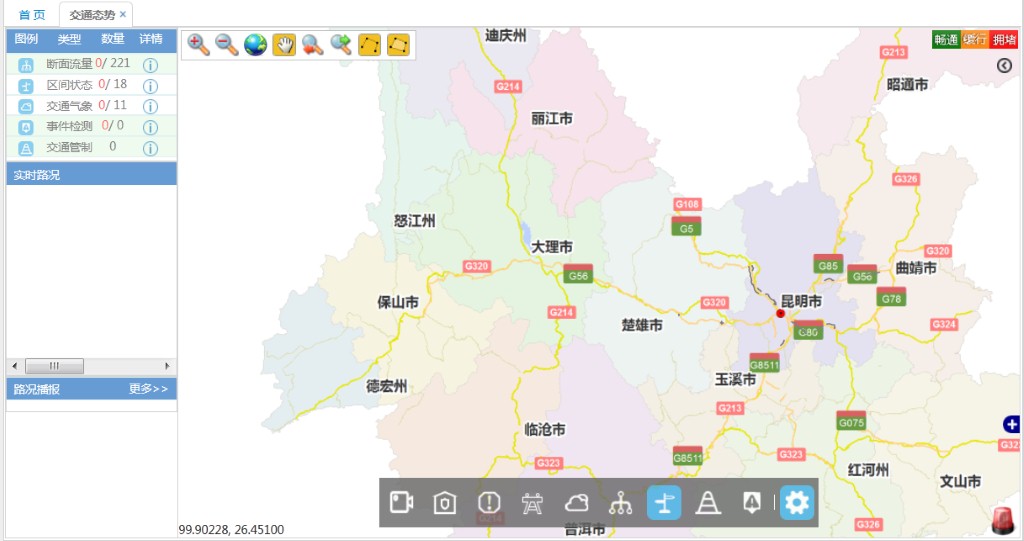 首页 交通态势 ×
图例 类型 数量 详情
断面流量 0/ 221
区间状态 0/ 18
交通气象 0/ 11
事件检测 0/ 0
交通管制 0
实时路况
路况播报 更多>>
畅通 缓行 拥堵
迪庆州
G213
昭通市
G214
丽江市
G326
G108
G5
怒江州
大理市
G320
G85
G56
曲靖市
G320
G56
G78
保山市
G320
昆明市
G214
楚雄市
G324
G8511
玉溪市
德宏州
G213
G075
临沧市
G8511
G323
G323
红河州
文山市
G214
G326
普洱市
99.90228, 26.45100